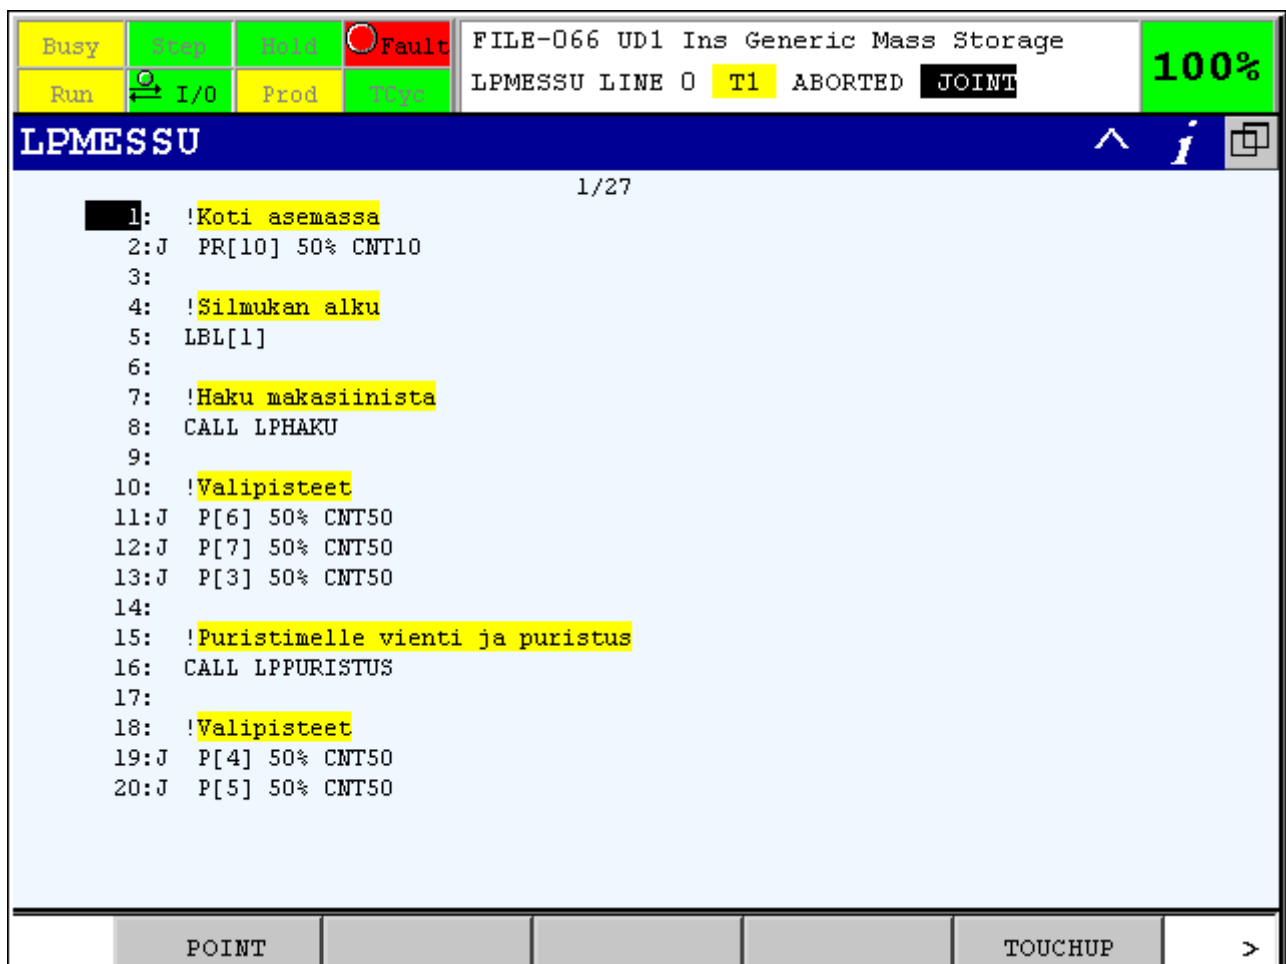 Busy Step Hold Fault FILE-066 UD1 Ins Generic Mass Storage
Run I/O Prod TCyc LPMESSU LINE 0 T1 ABORTED JOINT 100%
LPMESSU
1/27
1: !Koti asemassa
2:J PR[10] 50% CNT10
3:
4: !Silmukan alku
5: LBL[1]
6:
7: !Haku makasiinista
8: CALL LPHAKU
9:
10: !Valipisteet
11:J P[6] 50% CNT50
12:J P[7] 50% CNT50
13:J P[3] 50% CNT50
14:
15: !Puristimelle vienti ja puristus
16: CALL LPPURISTUS
17:
18: !Valipisteet
19:J P[4] 50% CNT50
20:J P[5] 50% CNT50
POINT TOUCHUP >